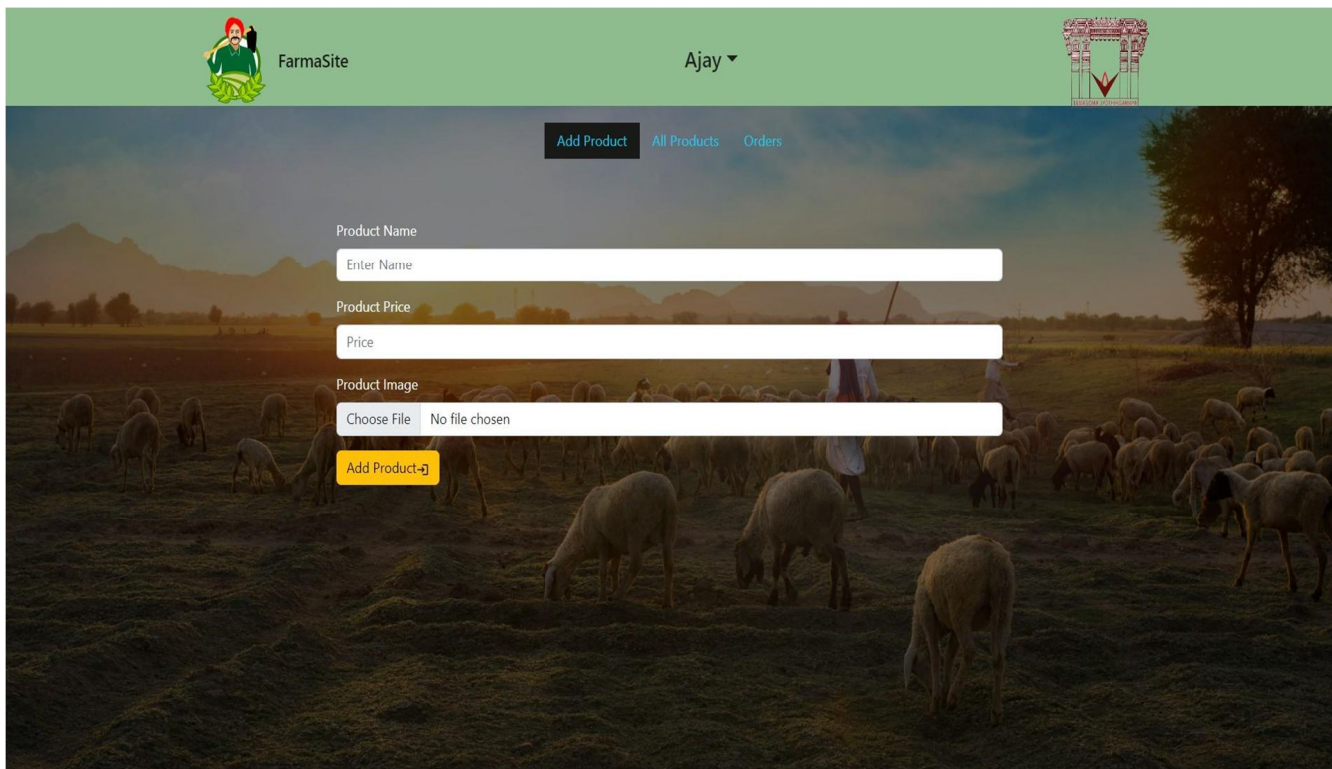 FarmaSite
Ajay
Add Product All Products Orders
Product Name
Enter Name
Product Price
Price
Product Image
Choose File No file chosen
Add Product